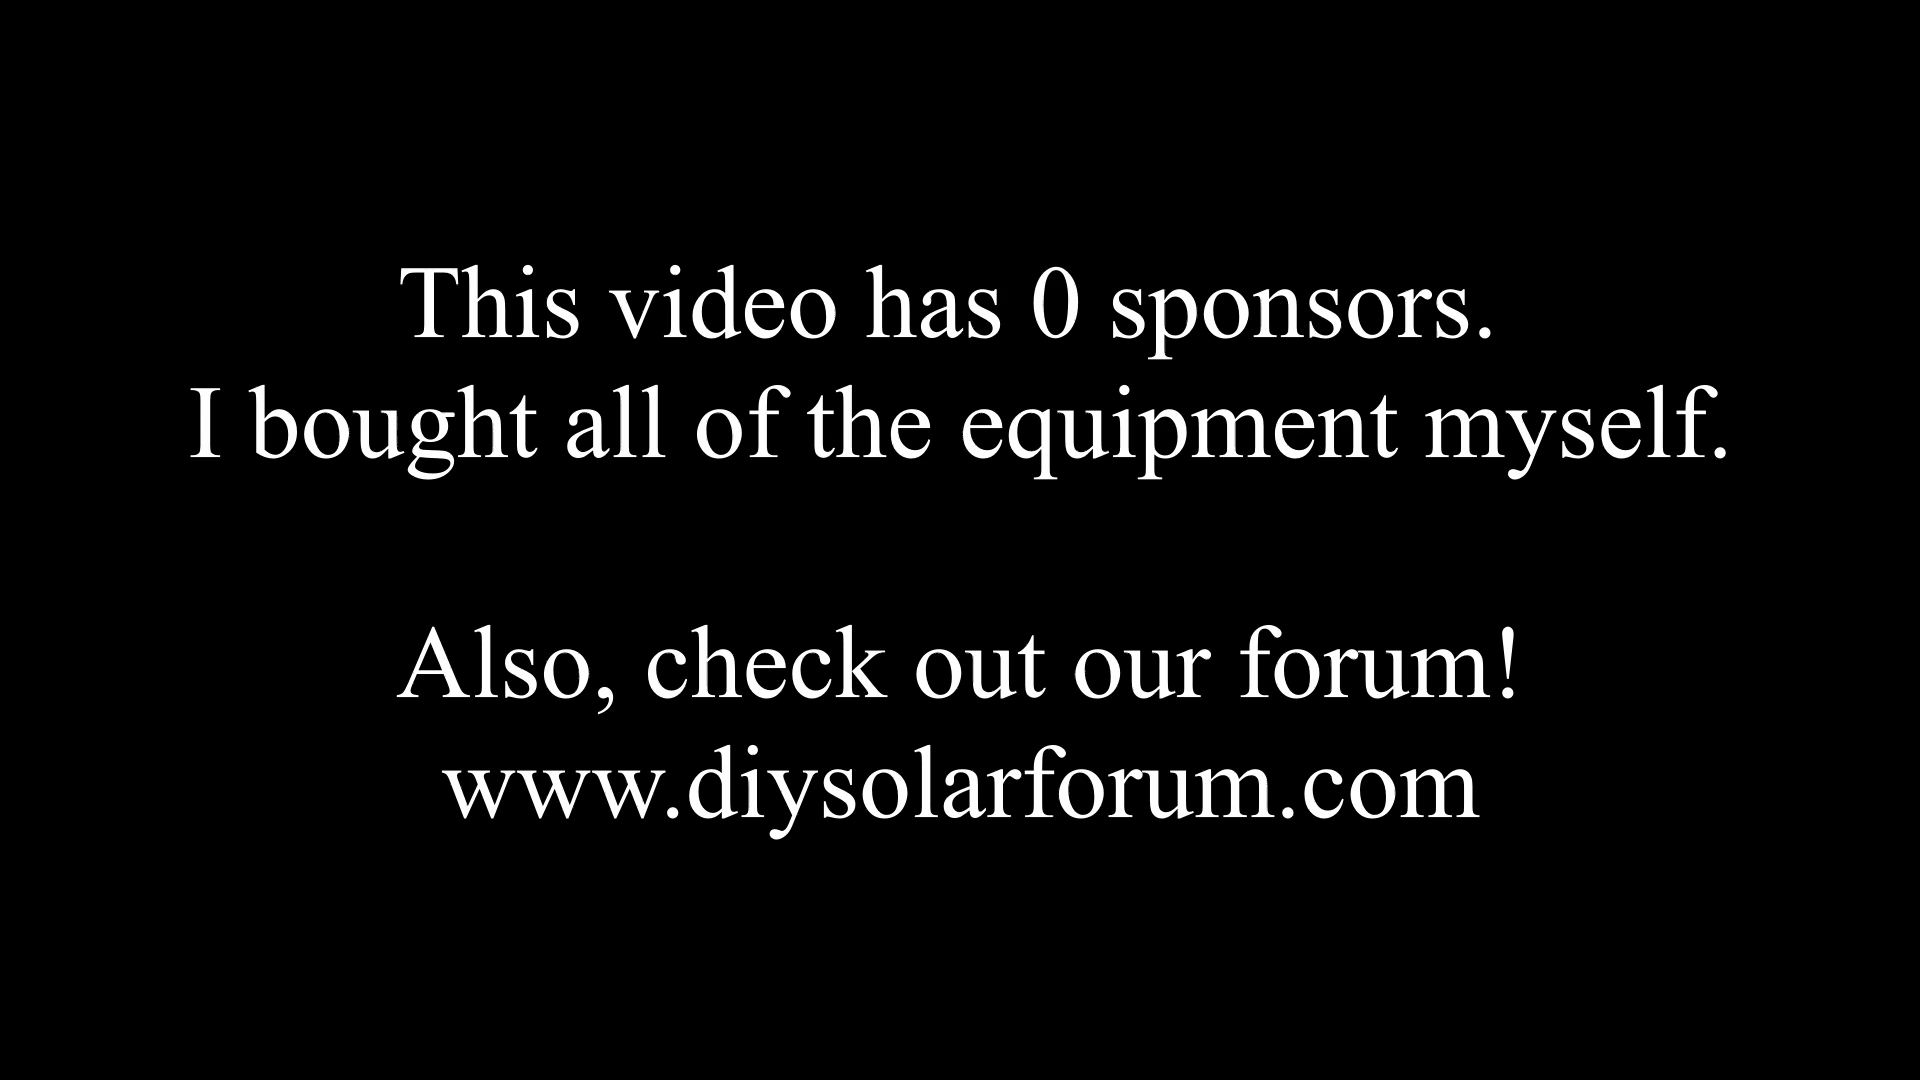 This video has 0 sponsors.
I bought all of the equipment myself.
Also, check out our forum!
www.diysolarforum.com